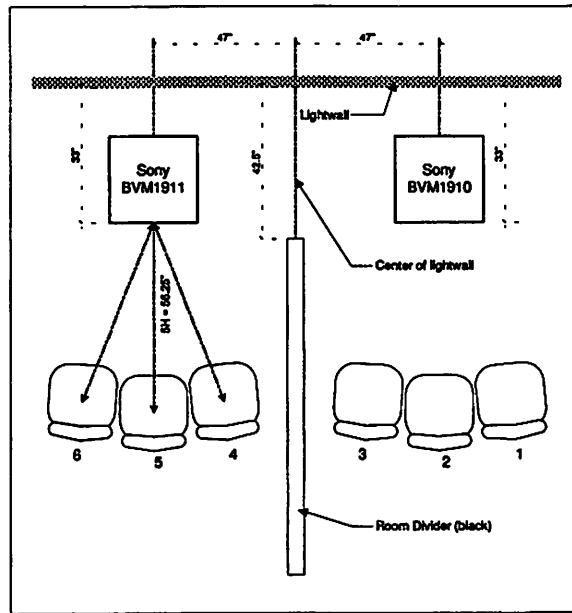 47" 47"
Lightwall
33" 42.5" 33"
Sony
BVM1911
Sony
BVM1910
Center of lightwall
5H = 56.25"
6 5 4 3 2 1
Room Divider (black)